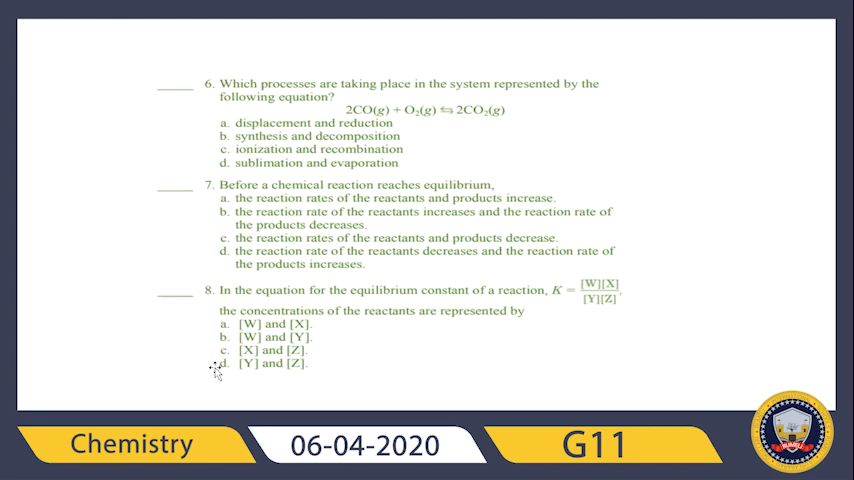 _____ 6. Which processes are taking place in the system represented by the
following equation?
2CO(g) + O₂(g) ⇆ 2CO₂(g)
a. displacement and reduction
b. synthesis and decomposition
c. ionization and recombination
d. sublimation and evaporation
_____ 7. Before a chemical reaction reaches equilibrium,
a. the reaction rates of the reactants and products increase.
b. the reaction rate of the reactants increases and the reaction rate of
the products decreases.
c. the reaction rates of the reactants and products decrease.
d. the reaction rate of the reactants decreases and the reaction rate of
the products increases.
_____ 8. In the equation for the equilibrium constant of a reaction, K = [W][X]/[Y][Z],
the concentrations of the reactants are represented by
a. [W] and [X].
b. [W] and [Y].
c. [X] and [Z].
d. [Y] and [Z].
Chemistry
06-04-2020
G11